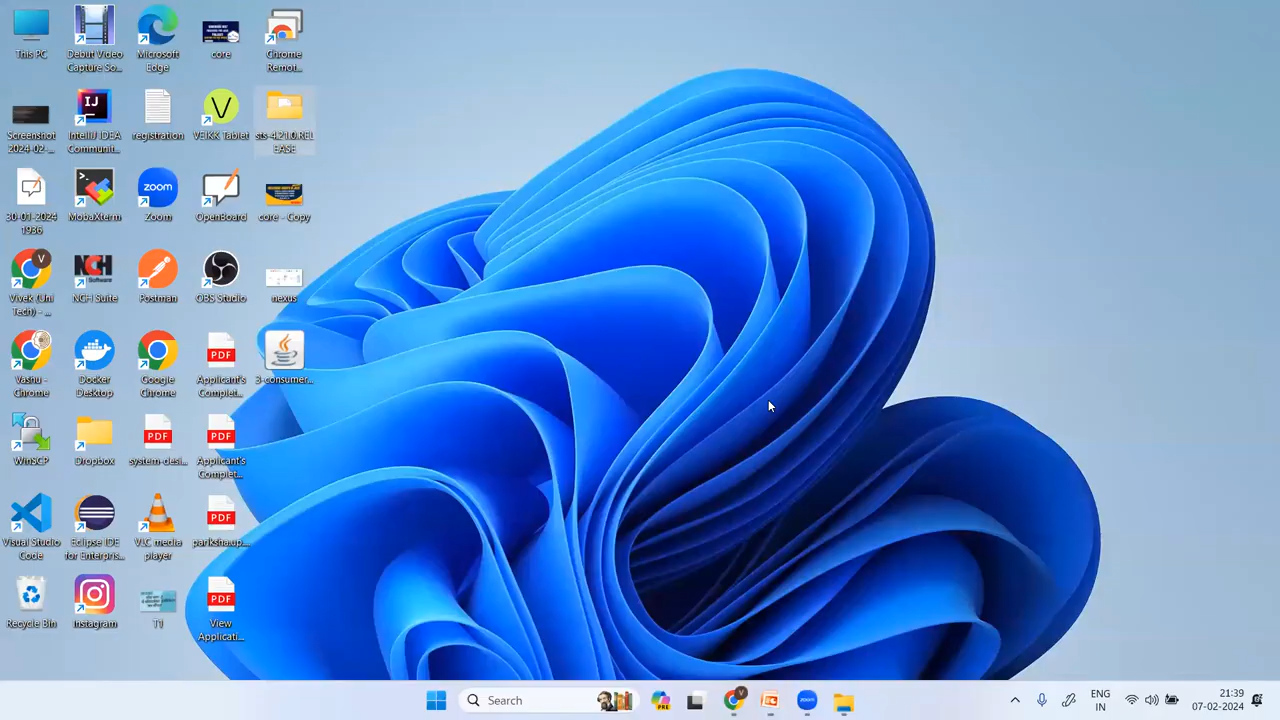 This PC
Debut Video
Capture So...
Microsoft
Edge
core
Chrome
Remot...
Screenshot
2024-02-...
IntelliJ IDEA
Communit...
registration
VEIKK Tablet
sts-4.21.0.REL
EASE
30-01-2024
1936
MobaXterm
Zoom
OpenBoard
core - Copy
Vivek (Uni
Tech) - ...
NCH Suite
Postman
OBS Studio
nexus
Vashu -
Chrome
Docker
Desktop
Google
Chrome
Applicant's
Complet...
3-consumer...
WinSCP
Dropbox
system-desi...
Applicant's
Complet...
Visual Studio
Code
Eclipse IDE
for Enterpris...
VLC media
player
Recycle Bin
Instagram
T1
View
Applicati...
Search
ENG
IN
07-02-2024